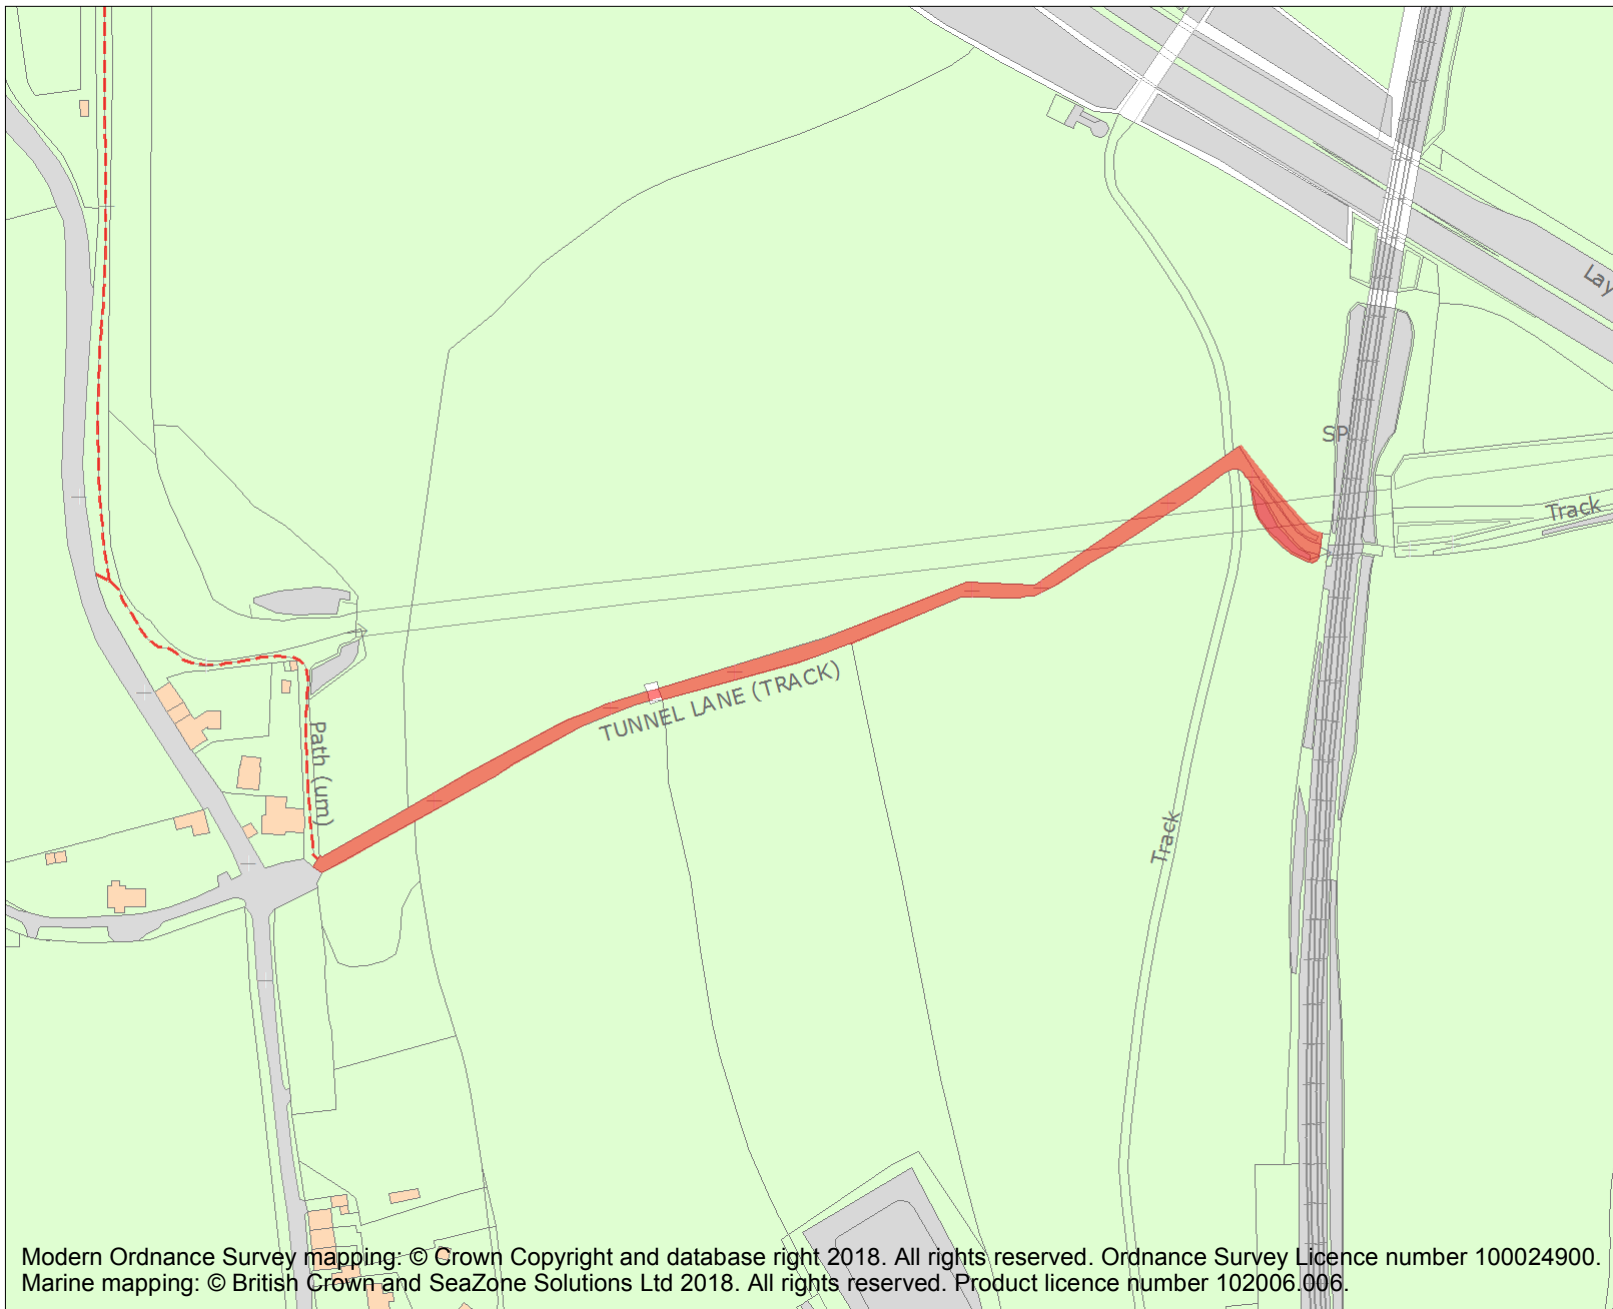 Lay
SP
Track
TUNNEL LANE (TRACK)
Path (um)
Track
Modern Ordnance Survey mapping: © Crown Copyright and database right 2018. All rights reserved. Ordnance Survey Licence number 100024900.
Marine mapping: © British Crown and SeaZone Solutions Ltd 2018. All rights reserved. Product licence number 102006.006.